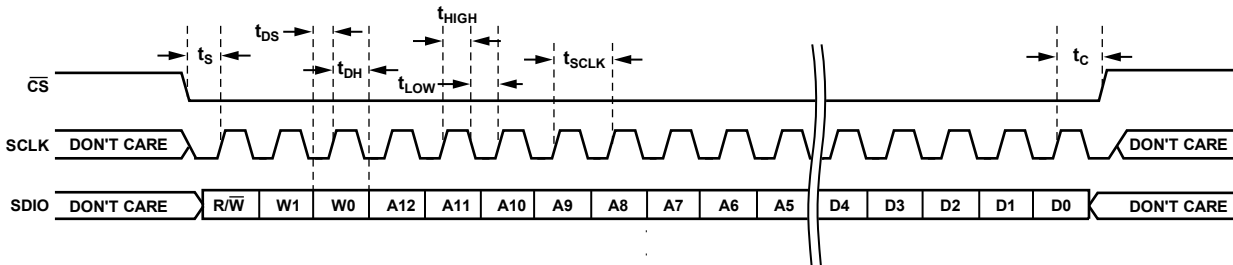 tHIGH
tDS
tS
tDH
tLOW
tSCLK
tC
CS
SCLK DON'T CARE DON'T CARE
SDIO DON'T CARE R/W W1 W0 A12 A11 A10 A9 A8 A7 A6 A5 D4 D3 D2 D1 D0 DON'T CARE